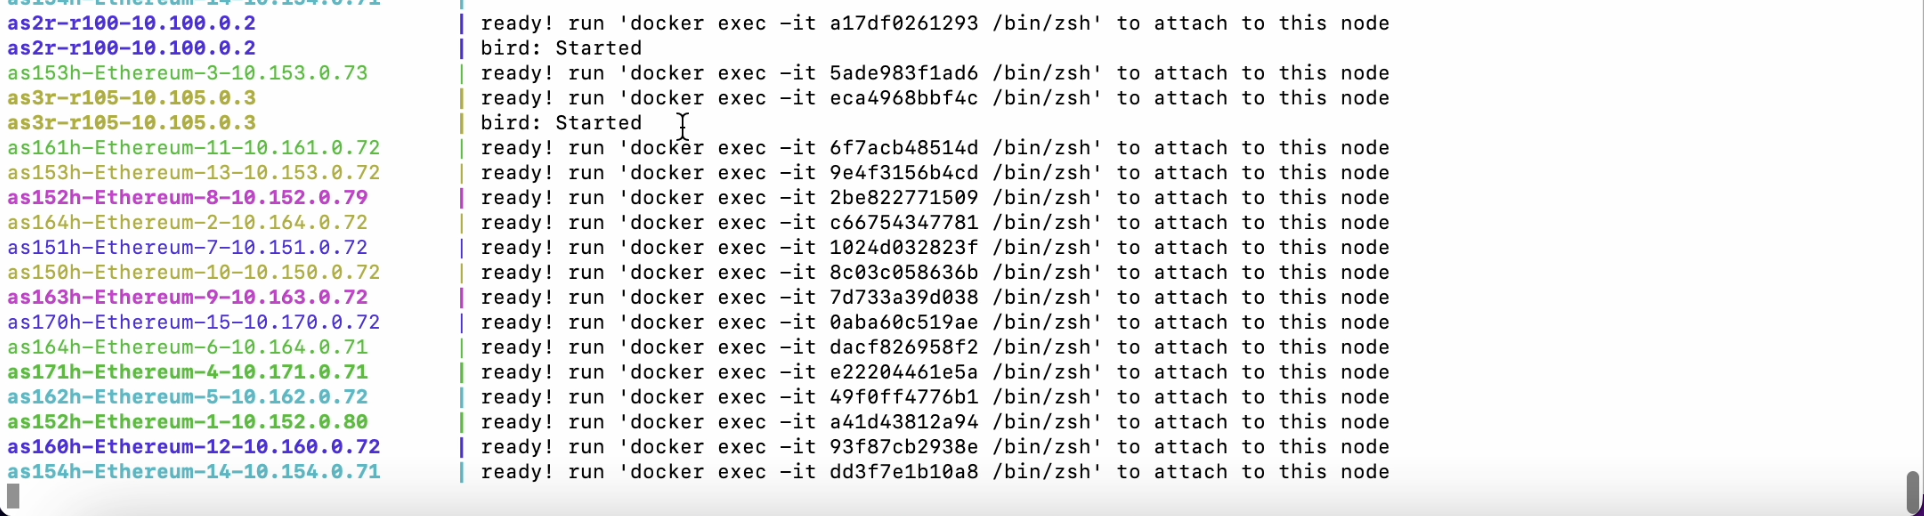 as2r-r100-10.100.0.2 | ready! run 'docker exec -it a17df0261293 /bin/zsh' to attach to this node
as2r-r100-10.100.0.2 | bird: Started
as153h-Ethereum-3-10.153.0.73 | ready! run 'docker exec -it 5ade983f1ad6 /bin/zsh' to attach to this node
as3r-r105-10.105.0.3 | ready! run 'docker exec -it eca4968bbf4c /bin/zsh' to attach to this node
as3r-r105-10.105.0.3 | bird: Started
as161h-Ethereum-11-10.161.0.72 | ready! run 'docker exec -it 6f7acb48514d /bin/zsh' to attach to this node
as153h-Ethereum-13-10.153.0.72 | ready! run 'docker exec -it 9e4f3156b4cd /bin/zsh' to attach to this node
as152h-Ethereum-8-10.152.0.79 | ready! run 'docker exec -it 2be822771509 /bin/zsh' to attach to this node
as164h-Ethereum-2-10.164.0.72 | ready! run 'docker exec -it c66754347781 /bin/zsh' to attach to this node
as151h-Ethereum-7-10.151.0.72 | ready! run 'docker exec -it 1024d032823f /bin/zsh' to attach to this node
as150h-Ethereum-10-10.150.0.72 | ready! run 'docker exec -it 8c03c058636b /bin/zsh' to attach to this node
as163h-Ethereum-9-10.163.0.72 | ready! run 'docker exec -it 7d733a39d038 /bin/zsh' to attach to this node
as170h-Ethereum-15-10.170.0.72 | ready! run 'docker exec -it 0aba60c519ae /bin/zsh' to attach to this node
as164h-Ethereum-6-10.164.0.71 | ready! run 'docker exec -it dacf826958f2 /bin/zsh' to attach to this node
as171h-Ethereum-4-10.171.0.71 | ready! run 'docker exec -it e22204461e5a /bin/zsh' to attach to this node
as162h-Ethereum-5-10.162.0.72 | ready! run 'docker exec -it 49f0ff4776b1 /bin/zsh' to attach to this node
as152h-Ethereum-1-10.152.0.80 | ready! run 'docker exec -it a41d43812a94 /bin/zsh' to attach to this node
as160h-Ethereum-12-10.160.0.72 | ready! run 'docker exec -it 93f87cb2938e /bin/zsh' to attach to this node
as154h-Ethereum-14-10.154.0.71 | ready! run 'docker exec -it dd3f7e1b10a8 /bin/zsh' to attach to this node